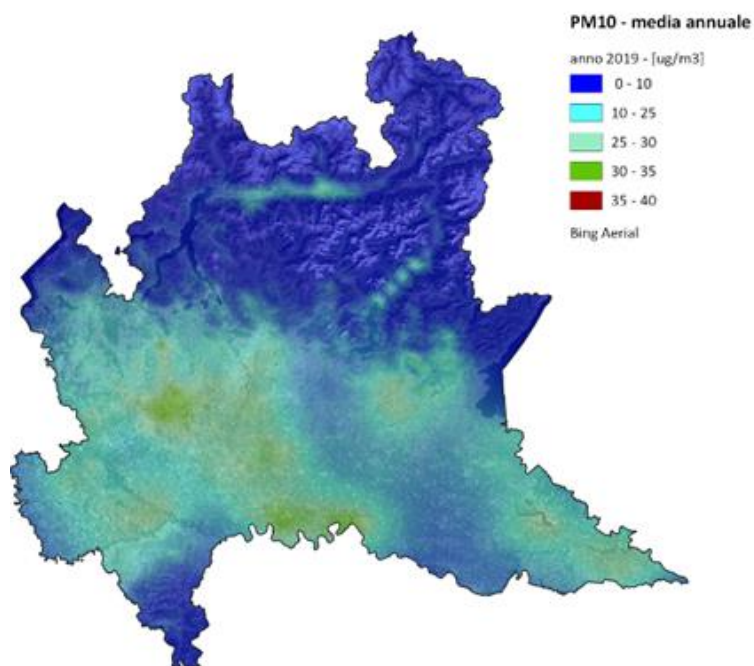 PM10 - media annuale
anno 2019 - [ug/m3]
0 - 10
10 - 25
25 - 30
30 - 35
35 - 40
Bing Aerial